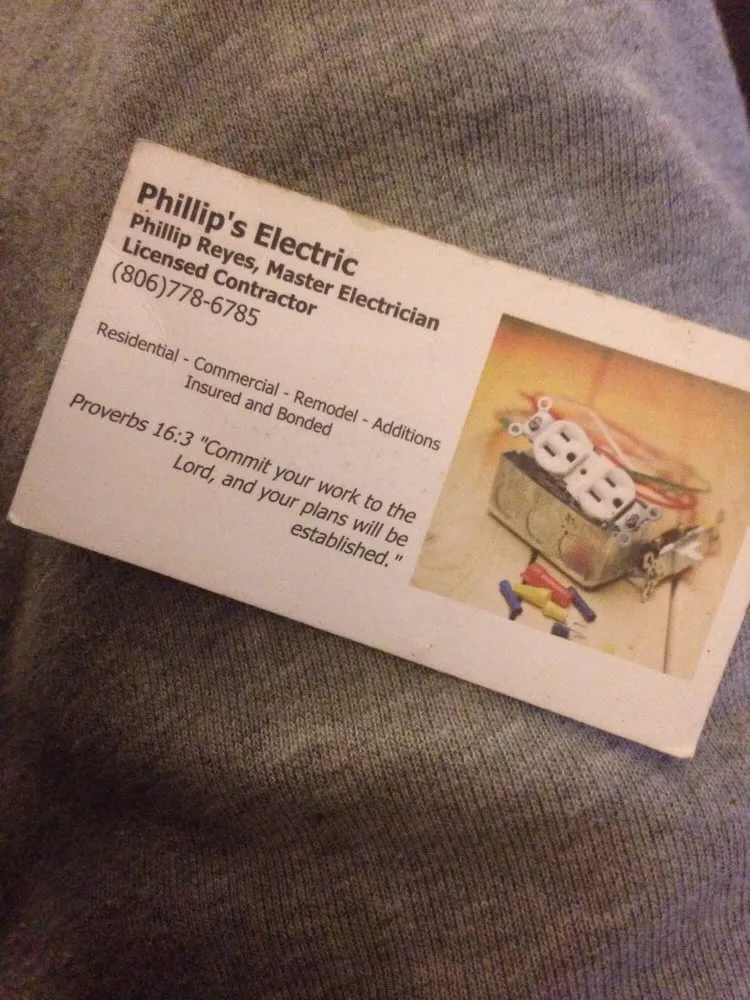 Phillip's Electric
Phillip Reyes, Master Electrician
Licensed Contractor
(806)778-6785
Residential - Commercial - Remodel - Additions
Insured and Bonded
Proverbs 16:3 "Commit your work to the
Lord, and your plans will be
established."